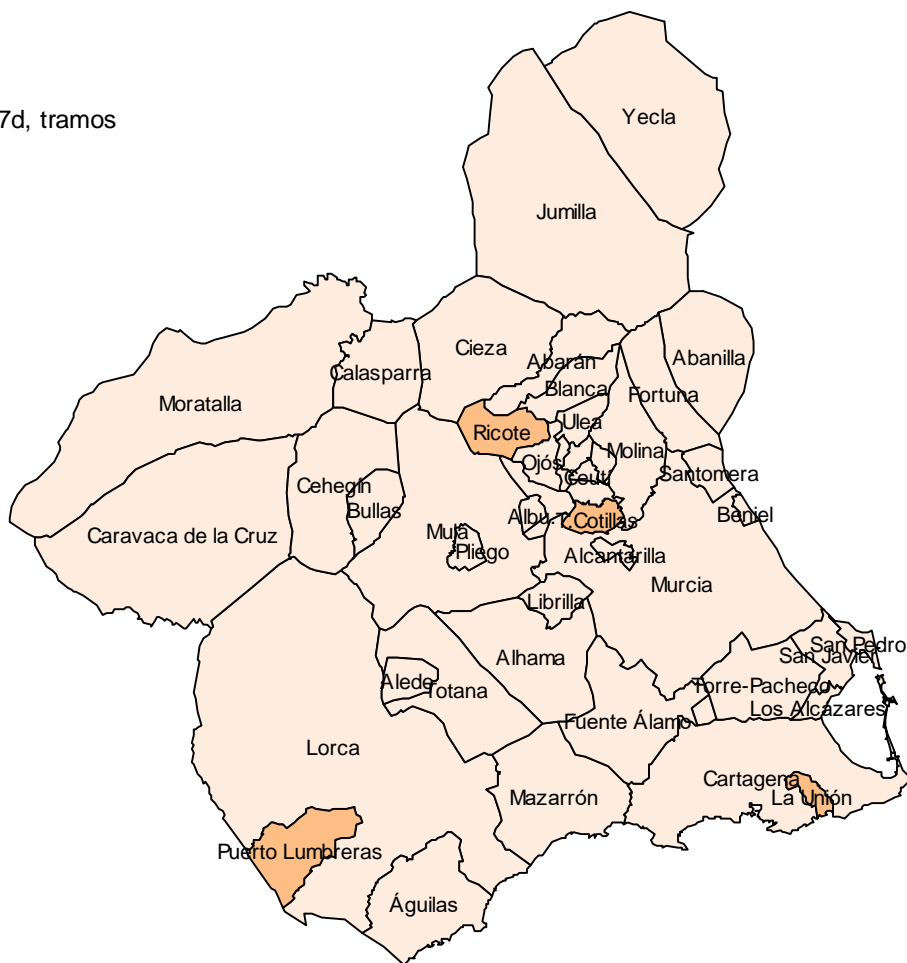 Yecla
7d, tramos
Jumilla
Cieza
Abarán
Abanilla
Calasparra
Blanca
Fortuna
Moratalla
Ulea
Ricote
Molina
Ojós
Santomera
Ceutí
Cehegín
Bullas
Albu.
T.Cotillas
Beniel
Caravaca de la Cruz
Mula
Pliego
Alcantarilla
Murcia
Librilla
San Pedro
San Javier
Alhama
Alede
Totana
Torre-Pacheco
Los Alcázares
Fuente Álamo
Lorca
Cartagena
Mazarrón
La Unión
Puerto Lumbreras
Águilas